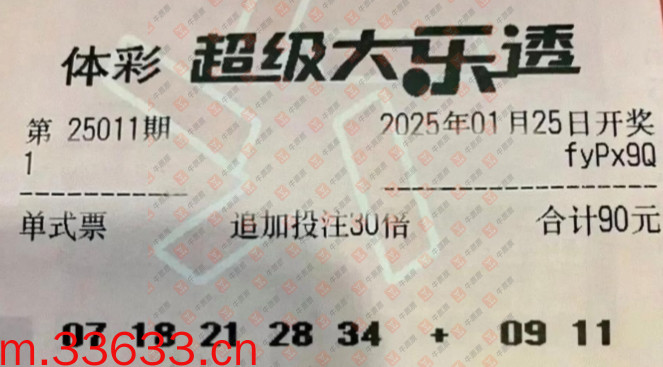 体彩 超级大乐透
第 25011期 2025年01月25日开奖
1 fyPx9Q
单式票 追加投注30倍 合计90元
07 18 21 28 34 + 09 11
m.33633.cn